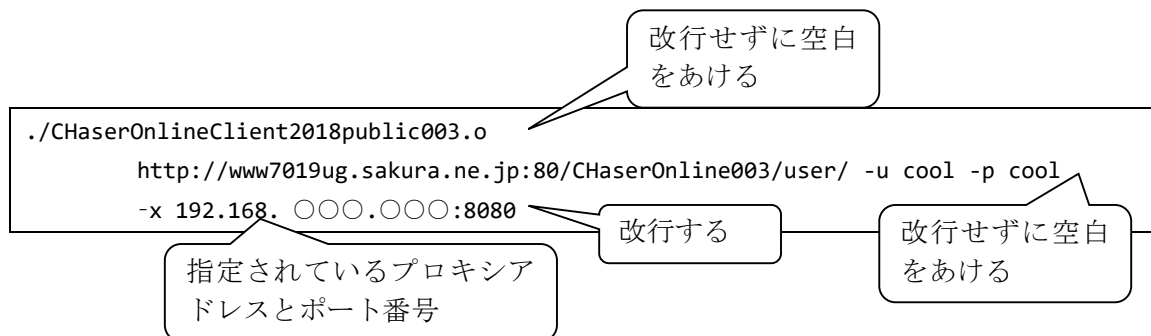 改行せずに空白
をあける
./CHaserOnlineClient2018public003.o
http://www7019ug.sakura.ne.jp:80/CHaserOnline003/user/ -u cool -p cool
-x 192.168. ○○○.○○○:8080
改行する
改行せずに空白
をあける
指定されているプロキシア
ドレスとポート番号